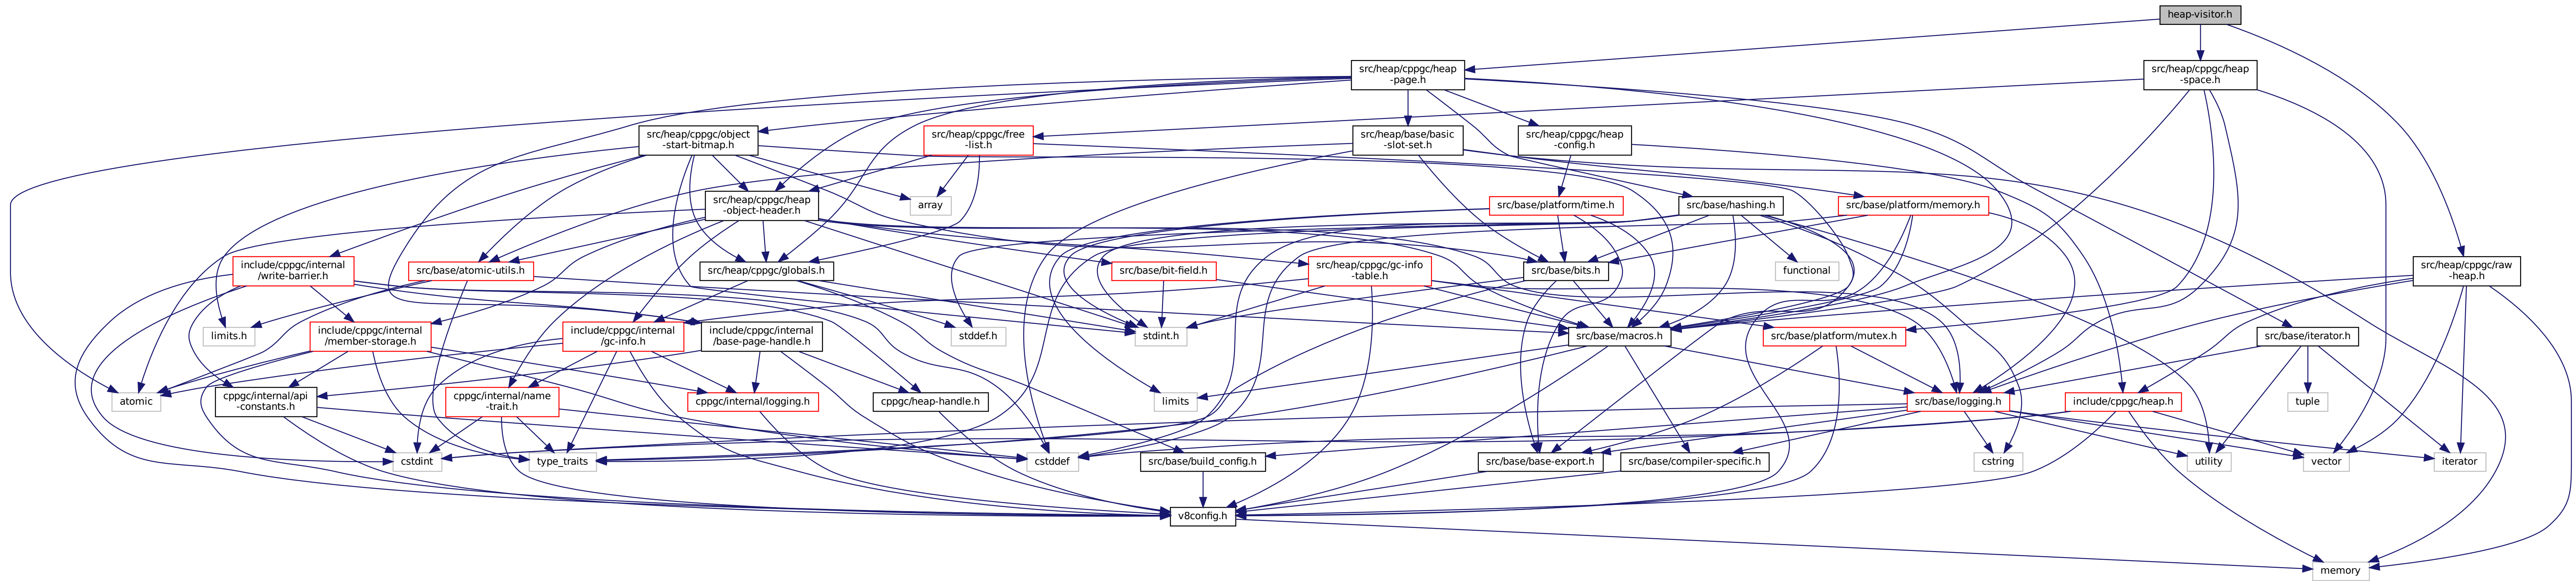 heap-visitor.h
src/heap/cppgc/heap
-page.h
src/heap/cppgc/heap
-space.h
src/heap/cppgc/object
-start-bitmap.h
src/heap/cppgc/free
-list.h
src/heap/base/basic
-slot-set.h
src/heap/cppgc/heap
-config.h
src/heap/cppgc/heap
-object-header.h
array
src/base/platform/time.h
src/base/hashing.h
src/base/platform/memory.h
include/cppgc/internal
/write-barrier.h
src/base/atomic-utils.h
src/heap/cppgc/globals.h
src/base/bit-field.h
src/heap/cppgc/gc-info
-table.h
src/base/bits.h
functional
src/heap/cppgc/raw
-heap.h
limits.h
include/cppgc/internal
/member-storage.h
include/cppgc/internal
/gc-info.h
include/cppgc/internal
/base-page-handle.h
stddef.h
stdint.h
src/base/macros.h
src/base/platform/mutex.h
src/base/iterator.h
atomic
cppgc/internal/api
-constants.h
cppgc/internal/name
-trait.h
cppgc/internal/logging.h
cppgc/heap-handle.h
limits
src/base/logging.h
include/cppgc/heap.h
tuple
cstdint
type_traits
cstddef
src/base/build_config.h
src/base/base-export.h
src/base/compiler-specific.h
cstring
utility
vector
iterator
v8config.h
memory